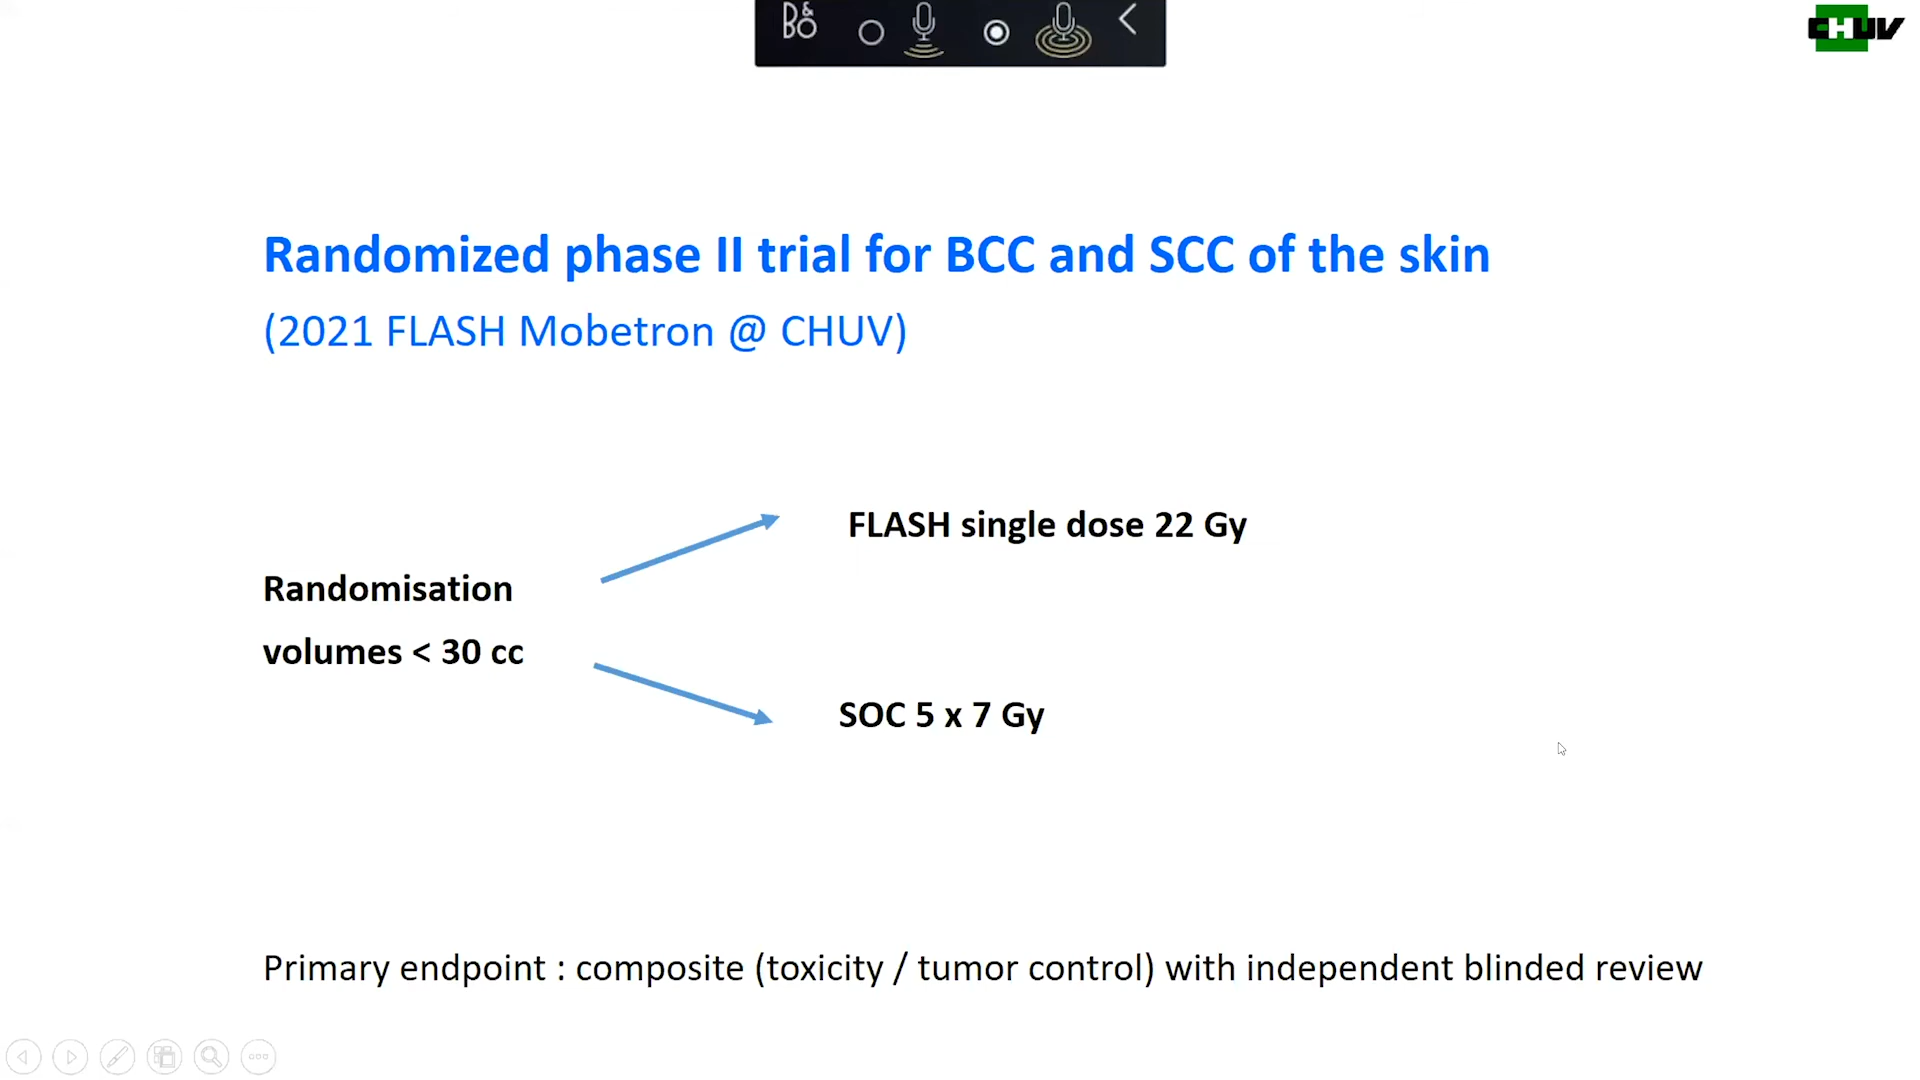 B&O
CHUV
Randomized phase II trial for BCC and SCC of the skin
(2021 FLASH Mobetron @ CHUV)
FLASH single dose 22 Gy
Randomisation
volumes < 30 cc
SOC 5 x 7 Gy
Primary endpoint : composite (toxicity / tumor control) with independent blinded review